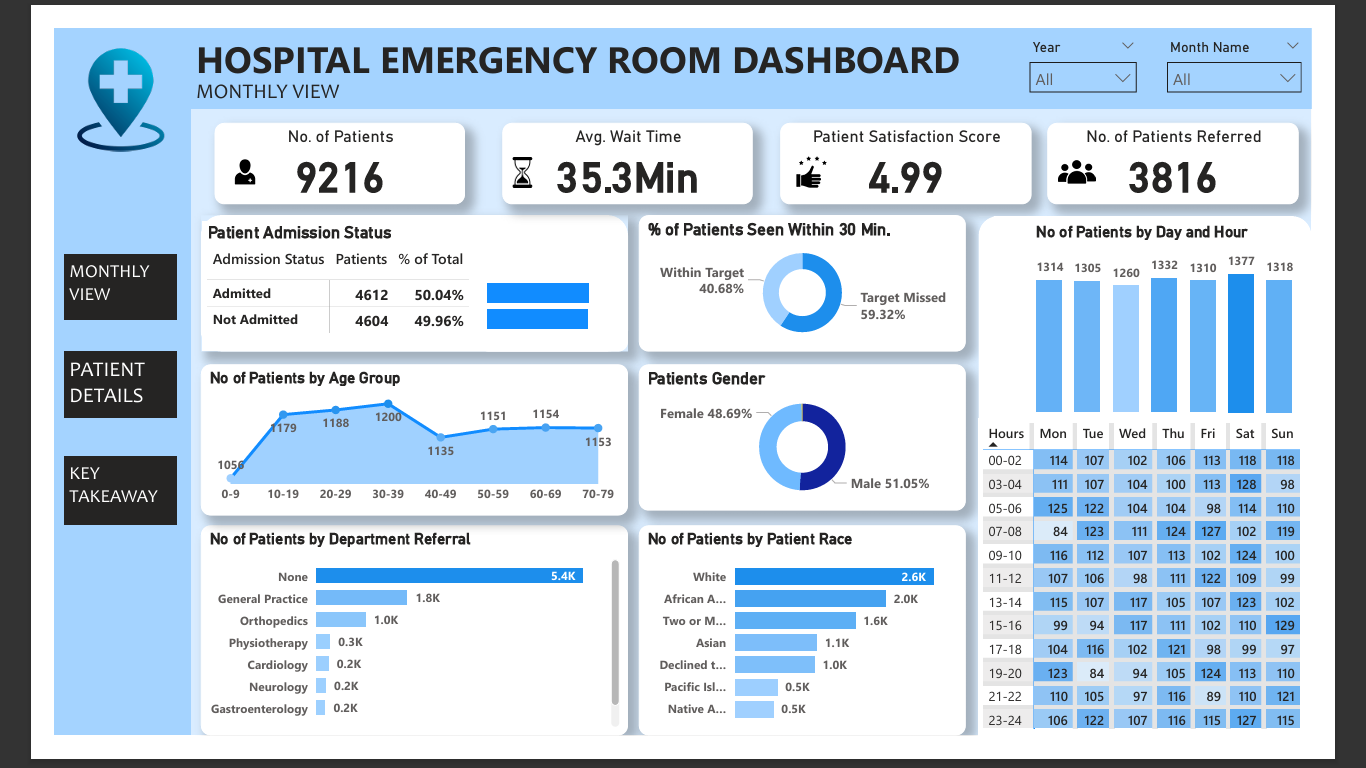 HOSPITAL EMERGENCY ROOM DASHBOARD
MONTHLY VIEW
Year
All
Month Name
All
MONTHLY
VIEW
PATIENT
DETAILS
KEY
TAKEAWAY
No. of Patients
9216
Avg. Wait Time
35.3Min
Patient Satisfaction Score
4.99
No. of Patients Referred
3816
Patient Admission Status
Admission Status Patients % of Total
Admitted 4612 50.04%
Not Admitted 4604 49.96%
% of Patients Seen Within 30 Min.
Within Target
40.68%
Target Missed
59.32%
No of Patients by Age Group
1056 1179 1188 1200 1135 1151 1154 1153
0-9 10-19 20-29 30-39 40-49 50-59 60-69 70-79
Patients Gender
Female 48.69%
Male 51.05%
No of Patients by Department Referral
None 5.4K
General Practice 1.8K
Orthopedics 1.0K
Physiotherapy 0.3K
Cardiology 0.2K
Neurology 0.2K
Gastroenterology 0.2K
No of Patients by Patient Race
White 2.6K
African A... 2.0K
Two or M... 1.6K
Asian 1.1K
Declined t... 1.0K
Pacific Isl... 0.5K
Native A... 0.5K
No of Patients by Day and Hour
1314 1305 1260 1332 1310 1377 1318
Hours Mon Tue Wed Thu Fri Sat Sun
00-02 114 107 102 106 113 118 118
03-04 111 107 104 100 113 128 98
05-06 125 122 104 104 98 114 110
07-08 84 123 111 124 127 102 119
09-10 116 112 107 113 102 124 100
11-12 107 106 98 111 122 109 99
13-14 115 107 117 105 107 123 102
15-16 99 94 117 111 102 110 129
17-18 104 116 102 121 98 99 97
19-20 123 84 94 105 124 113 110
21-22 110 105 97 116 89 110 121
23-24 106 122 107 116 115 127 115